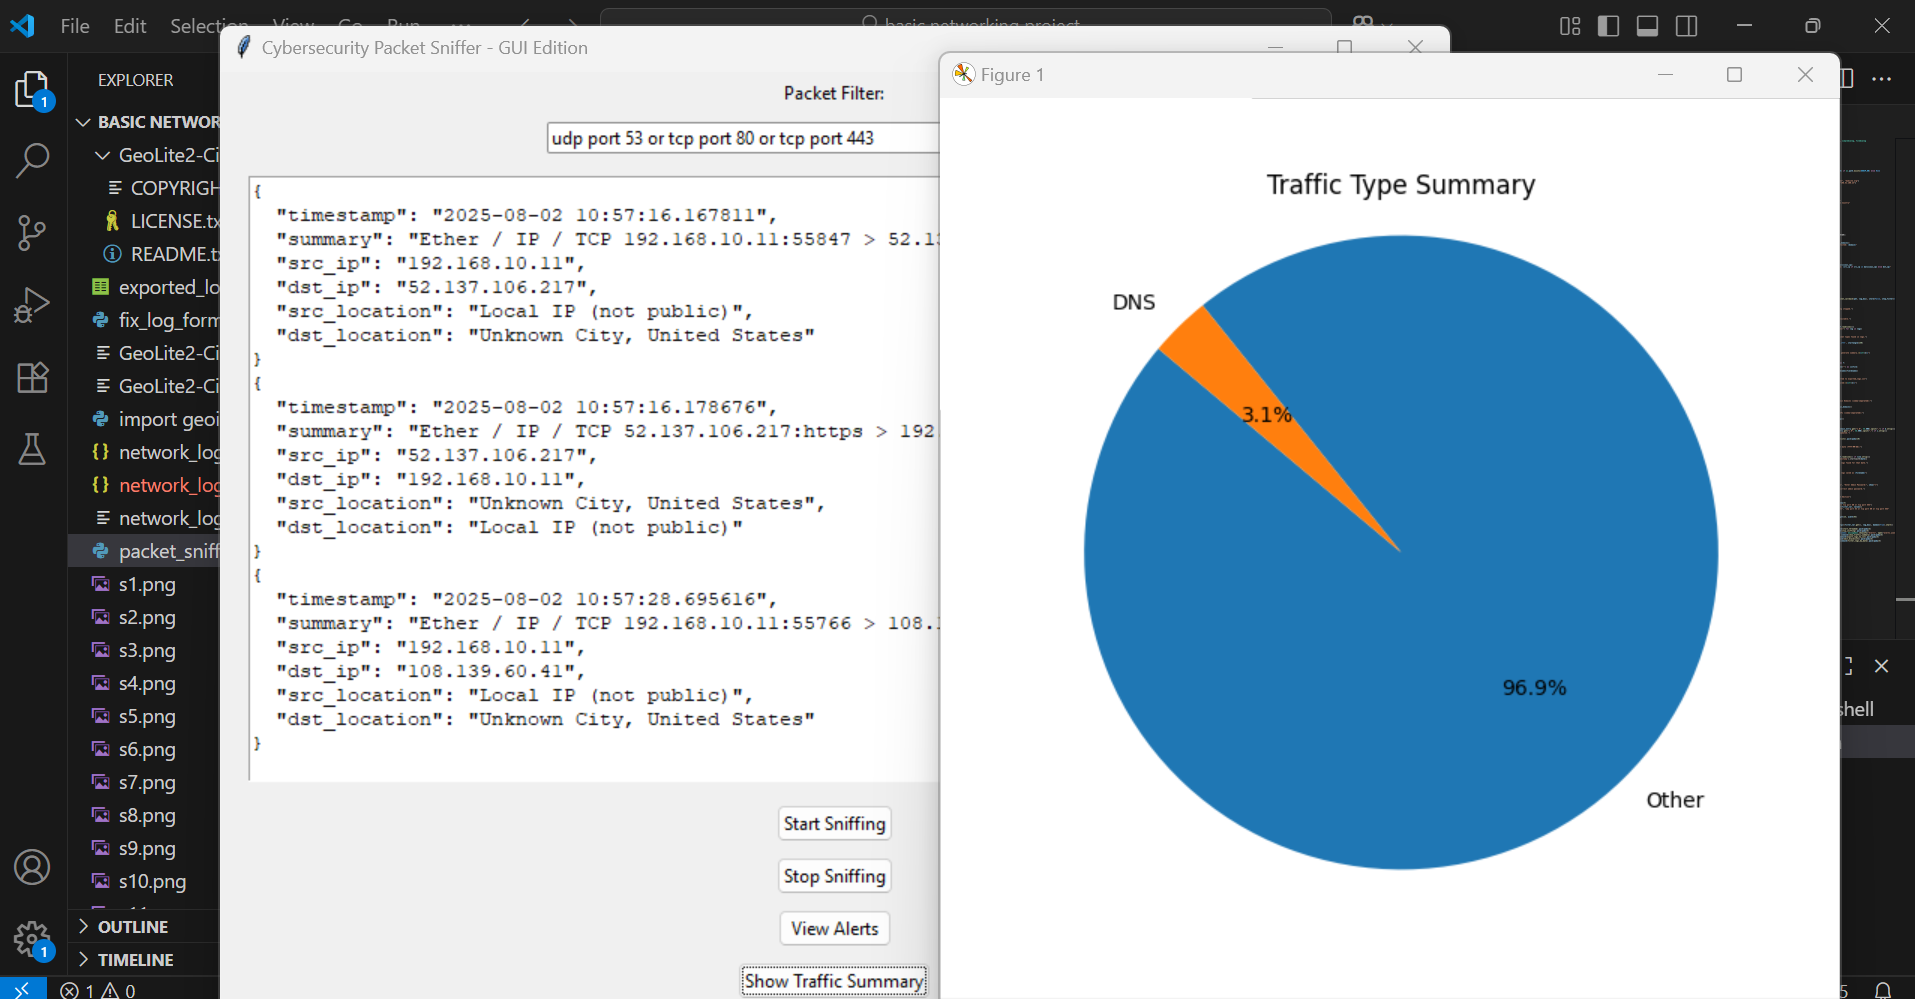 File Edit Selection View Go Run ...
basic networking project
EXPLORER
BASIC NETWOR
GeoLite2-Ci
COPYRIGH
LICENSE.tx
README.t
exported_lo
fix_log_form
GeoLite2-Ci
GeoLite2-Ci
import geoi
network_log
network_log
network_log
packet_sniff
s1.png
s2.png
s3.png
s4.png
s5.png
s6.png
s7.png
s8.png
s9.png
s10.png
OUTLINE
TIMELINE
1
1
1 0
Cybersecurity Packet Sniffer - GUI Edition
Packet Filter:
udp port 53 or tcp port 80 or tcp port 443
{
"timestamp": "2025-08-02 10:57:16.167811",
"summary": "Ether / IP / TCP 192.168.10.11:55847 > 52.13
"src_ip": "192.168.10.11",
"dst_ip": "52.137.106.217",
"src_location": "Local IP (not public)",
"dst_location": "Unknown City, United States"
}
{
"timestamp": "2025-08-02 10:57:16.178676",
"summary": "Ether / IP / TCP 52.137.106.217:https > 192
"src_ip": "52.137.106.217",
"dst_ip": "192.168.10.11",
"src_location": "Unknown City, United States",
"dst_location": "Local IP (not public)"
}
{
"timestamp": "2025-08-02 10:57:28.695616",
"summary": "Ether / IP / TCP 192.168.10.11:55766 > 108.1
"src_ip": "192.168.10.11",
"dst_ip": "108.139.60.41",
"src_location": "Local IP (not public)",
"dst_location": "Unknown City, United States"
}
Start Sniffing
Stop Sniffing
View Alerts
Show Traffic Summary
Figure 1
Traffic Type Summary
DNS
3.1%
96.9%
Other
shell
5